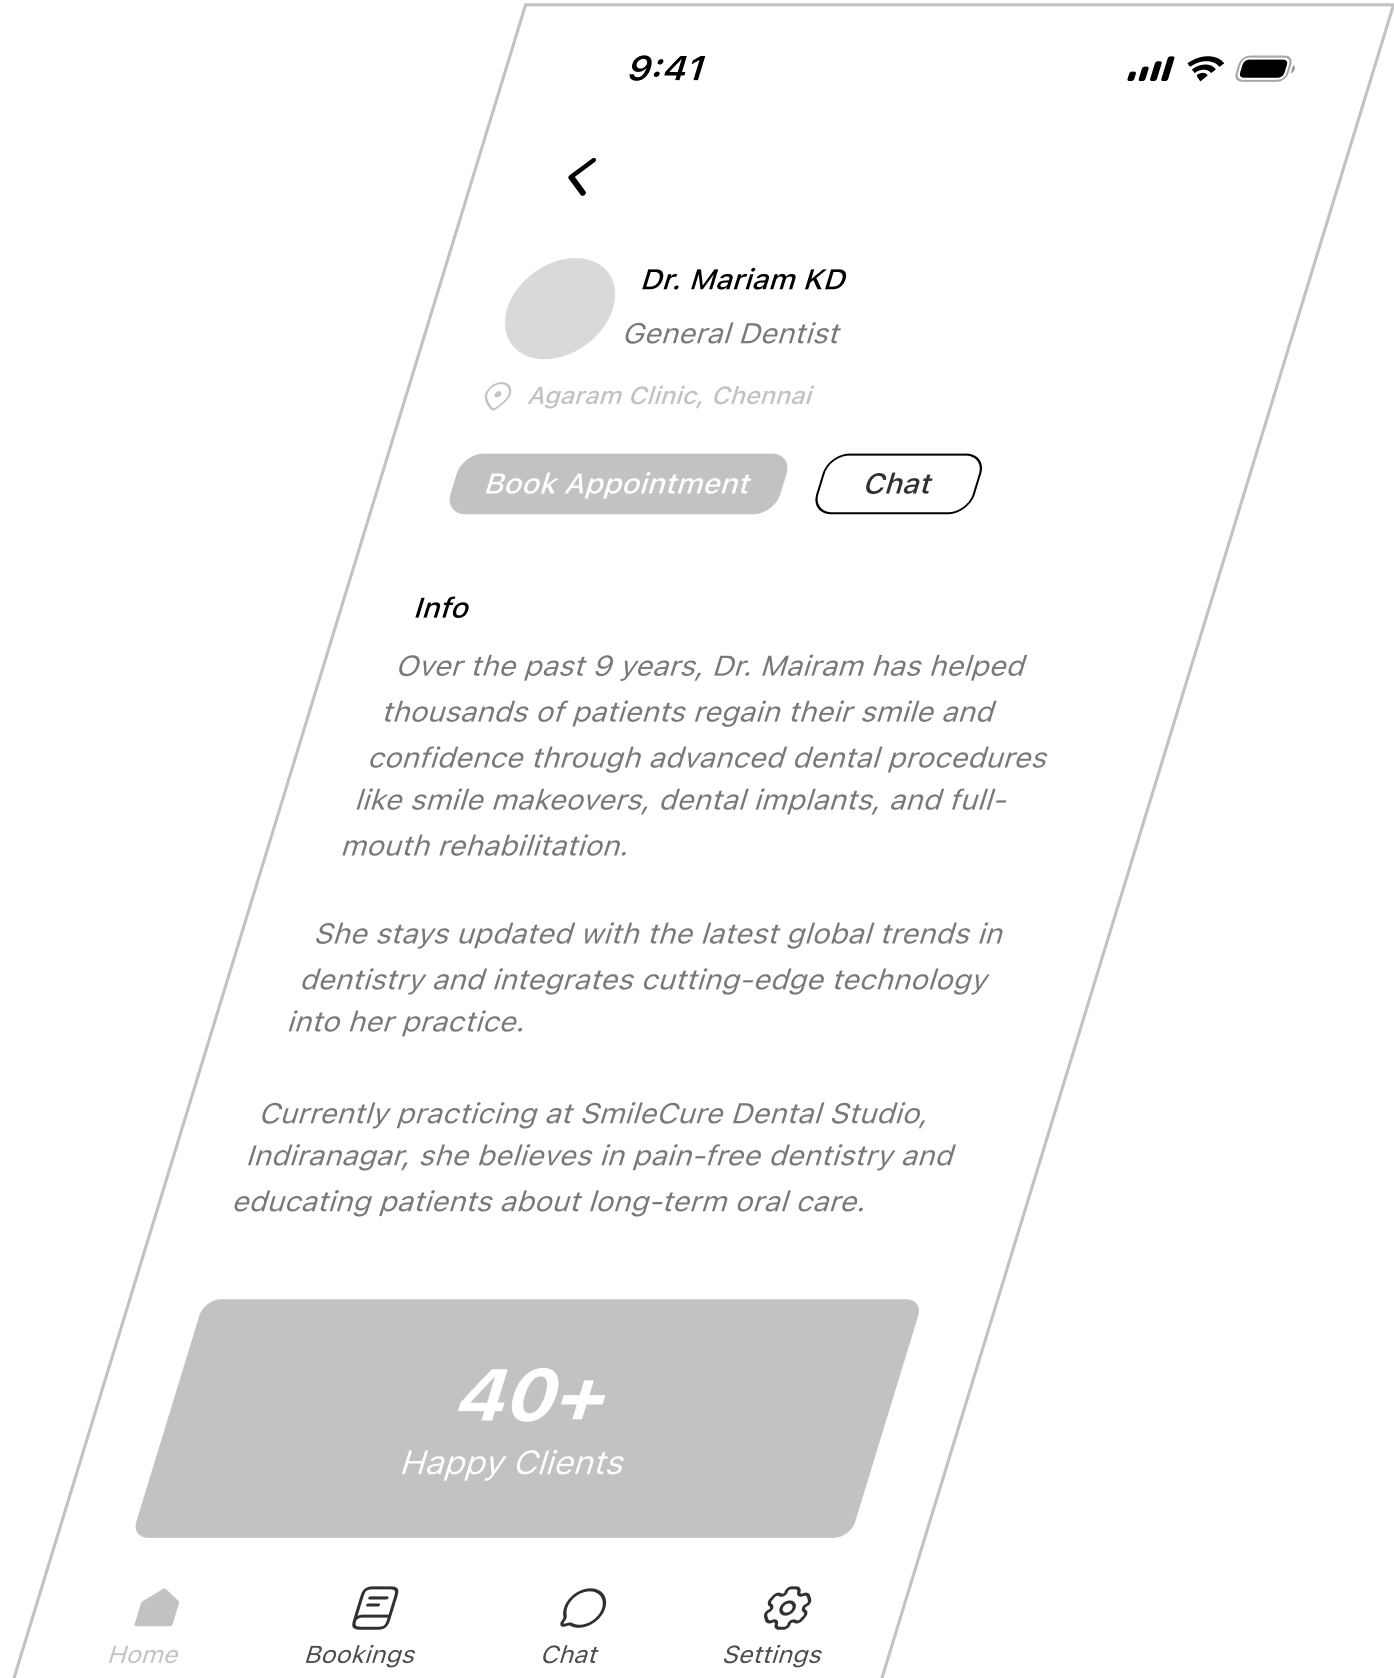 9:41
Dr. Mariam KD
General Dentist
Agaram Clinic, Chennai
Book Appointment
Chat
Info
Over the past 9 years, Dr. Mairam has helped
thousands of patients regain their smile and
confidence through advanced dental procedures
like smile makeovers, dental implants, and full-
mouth rehabilitation.
She stays updated with the latest global trends in
dentistry and integrates cutting-edge technology
into her practice.
Currently practicing at SmileCure Dental Studio,
Indiranagar, she believes in pain-free dentistry and
educating patients about long-term oral care.
40+
Happy Clients
Home
Bookings
Chat
Settings